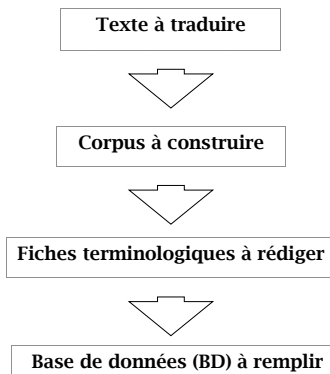 Texte à traduire
Corpus à construire
Fiches terminologiques à rédiger
Base de données (BD) à remplir